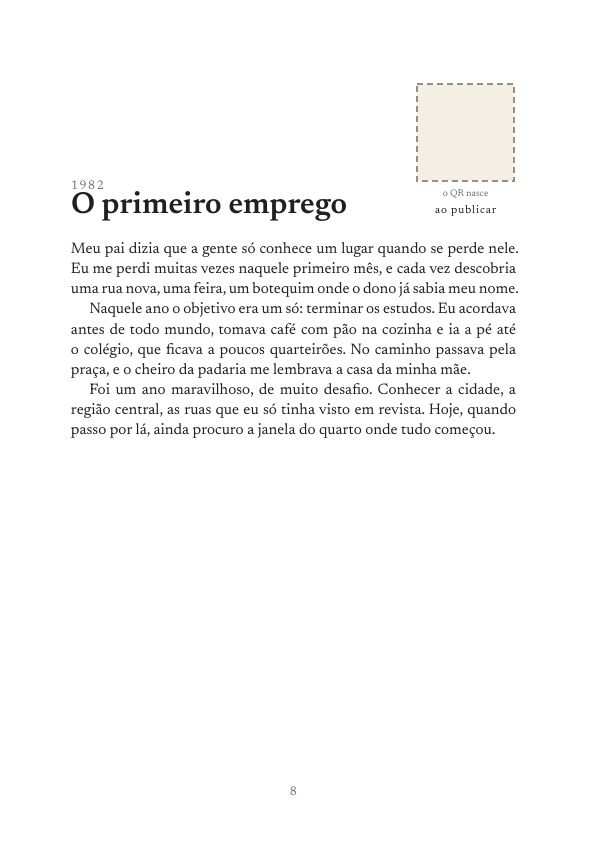 o QR nasce
ao publicar
1982
O primeiro emprego
Meu pai dizia que a gente só conhece um lugar quando se perde nele.
Eu me perdi muitas vezes naquele primeiro mês, e cada vez descobria
uma rua nova, uma feira, um botequim onde o dono já sabia meu nome.
Naquele ano o objetivo era um só: terminar os estudos. Eu acordava
antes de todo mundo, tomava café com pão na cozinha e ia a pé até
o colégio, que ficava a poucos quarteirões. No caminho passava pela
praça, e o cheiro da padaria me lembrava a casa da minha mãe.
Foi um ano maravilhoso, de muito desafio. Conhecer a cidade, a
região central, as ruas que eu só tinha visto em revista. Hoje, quando
passo por lá, ainda procuro a janela do quarto onde tudo começou.
8